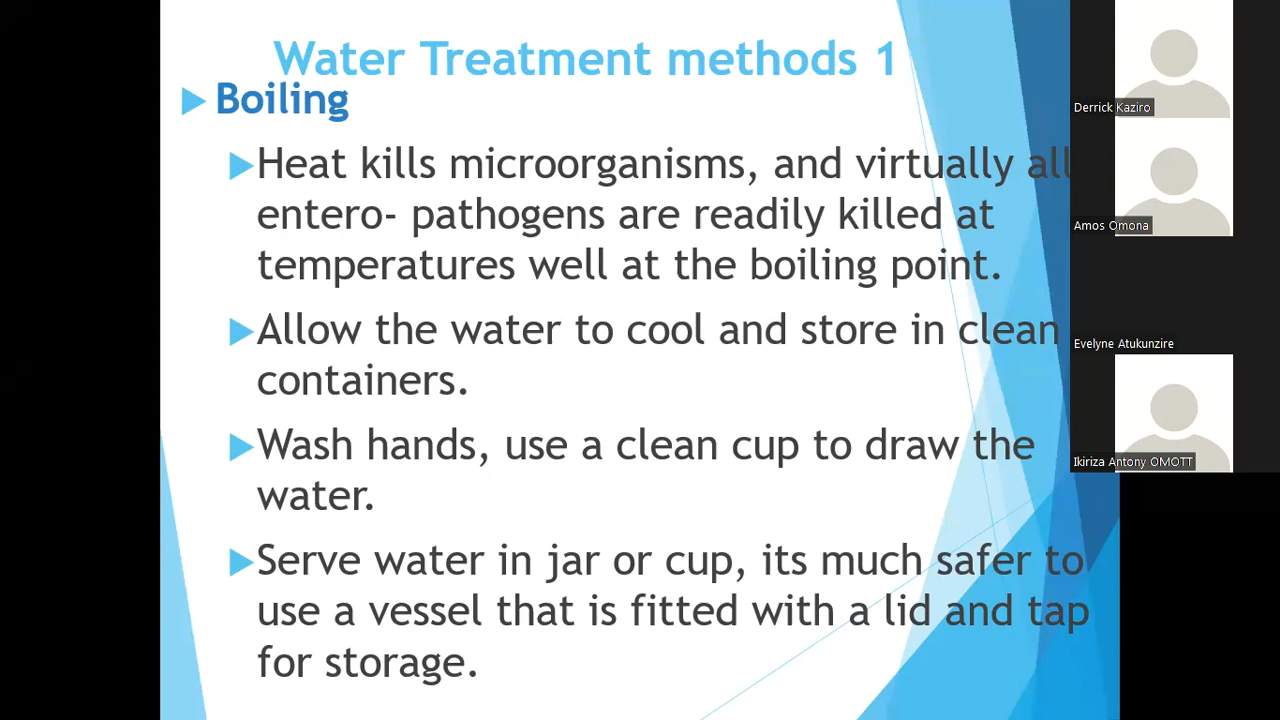 Water Treatment methods 1
Boiling
Heat kills microorganisms, and virtually all
entero- pathogens are readily killed at
temperatures well at the boiling point.
Allow the water to cool and store in clean
containers.
Wash hands, use a clean cup to draw the
water.
Serve water in jar or cup, its much safer to
use a vessel that is fitted with a lid and tap
for storage.
Derrick Kaziro
Amos Omona
Evelyne Atukunzire
Ikiriza Antony OMOTT